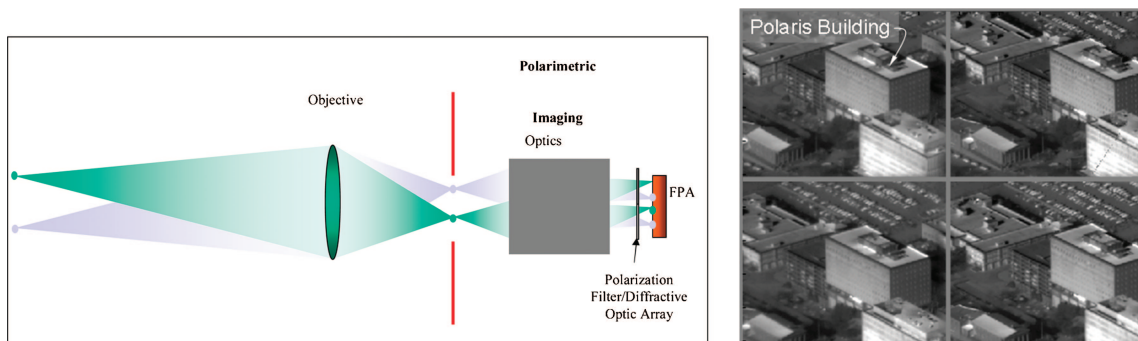 Polarimetric
Objective
Imaging
Optics
FPA
Polarization
Filter/Diffractive
Optic Array
Polaris Building